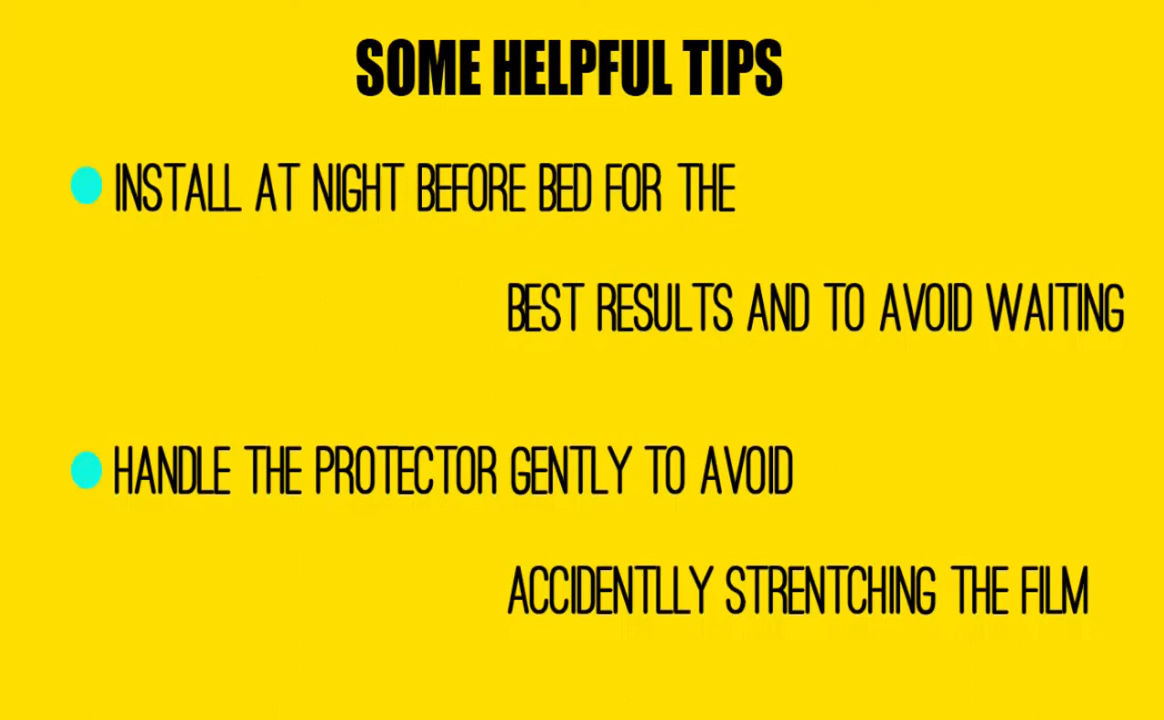 SOME HELPFUL TIPS
INSTALL AT NIGHT BEFORE BED FOR THE
BEST RESULTS AND TO AVOID WAITING
HANDLE THE PROTECTOR GENTLY TO AVOID
ACCIDENTLLY STRENTCHING THE FILM